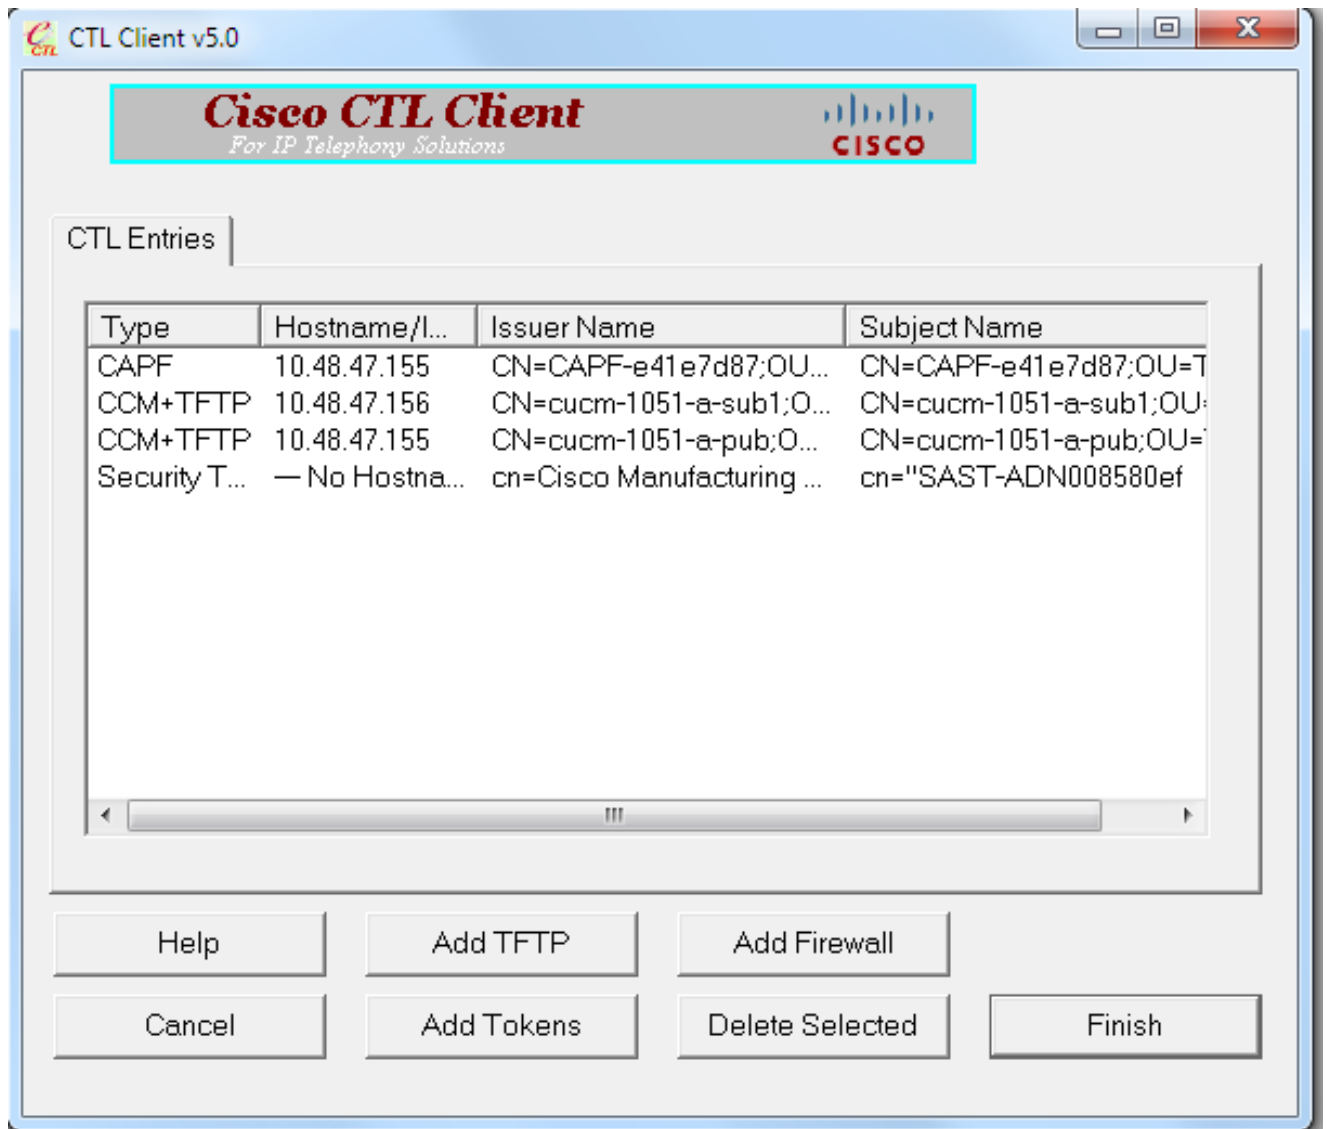 CTL Client v5.0
Cisco CTL Client
For IP Telephony Solutions
CISCO
CTL Entries
Type Hostname/I... Issuer Name Subject Name
CAPF 10.48.47.155 CN=CAPF-e41e7d87;OU... CN=CAPF-e41e7d87;OU=T
CCM+TFTP 10.48.47.156 CN=cucm-1051-a-sub1;O... CN=cucm-1051-a-sub1;OU=
CCM+TFTP 10.48.47.155 CN=cucm-1051-a-pub;O... CN=cucm-1051-a-pub;OU=T
Security T... — No Hostna... cn=Cisco Manufacturing ... cn="SAST-ADN008580ef
Help Add TFTP Add Firewall
Cancel Add Tokens Delete Selected Finish